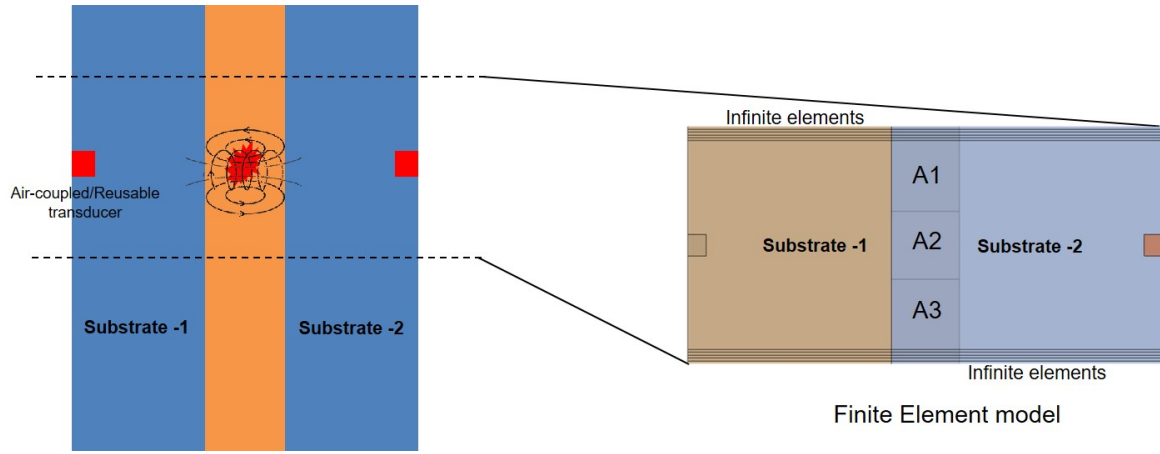 Air-coupled/Reusable
transducer
Substrate -1
Substrate -2
Infinite elements
A1
Substrate -1
A2
Substrate -2
A3
Infinite elements
Finite Element model